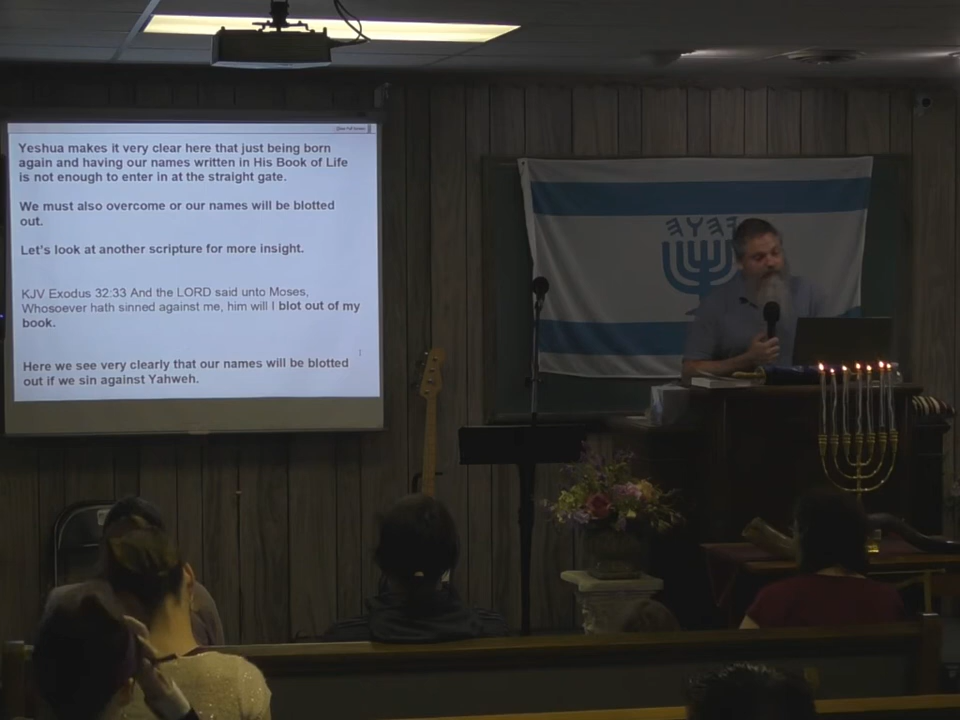 Yeshua makes it very clear here that just being born
again and having our names written in His Book of Life
is not enough to enter in at the straight gate.
We must also overcome or our names will be blotted
out.
Let's look at another scripture for more insight.
KJV Exodus 32:33 And the LORD said unto Moses,
Whosoever hath sinned against me, him will I blot out of my
book.
Here we see very clearly that our names will be blotted
out if we sin against Yahweh.
𐤉𐤄𐤅𐤄